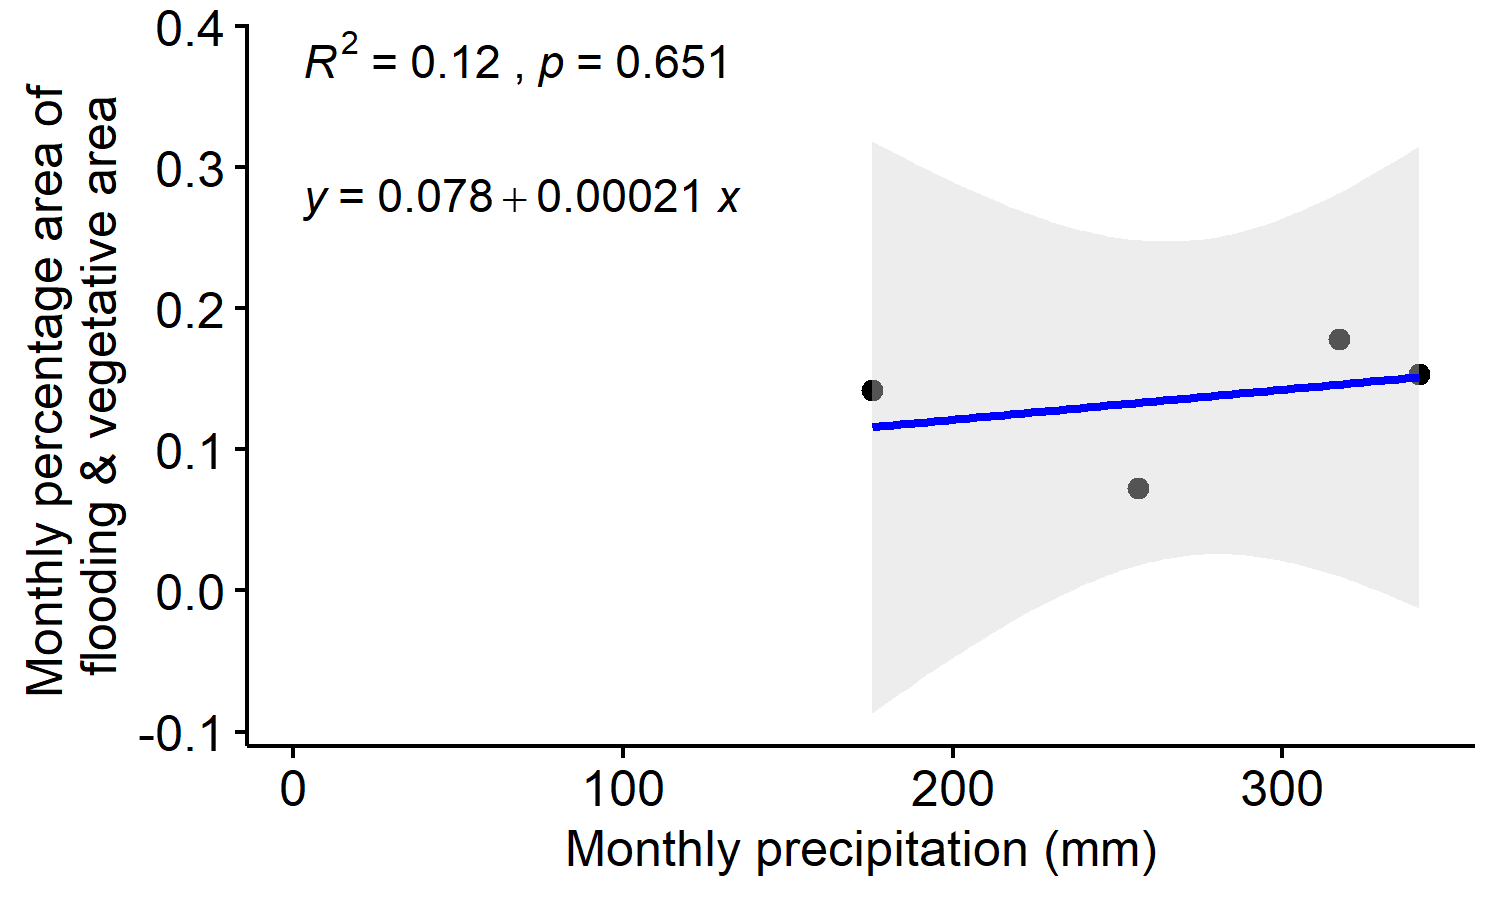 R² = 0.12 , p = 0.651
y = 0.078 + 0.00021 x
Monthly percentage area of
flooding & vegetative area
0.4
0.3
0.2
0.1
0.0
-0.1
0 100 200 300
Monthly precipitation (mm)